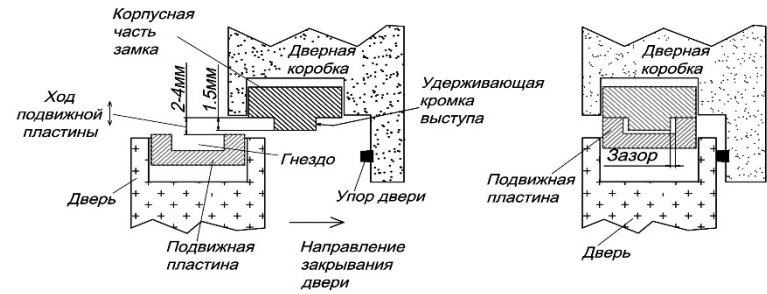 Корпусная
часть
замка
Дверная
коробка
Ход
подвижной
пластины
2-4мм
1.5мм
Удерживающая
кромка
выступа
Гнездо
Дверь
Упор двери
Подвижная
пластина
Направление
закрывания
двери
Дверная
коробка
Зазор
Подвижная
пластина
Дверь